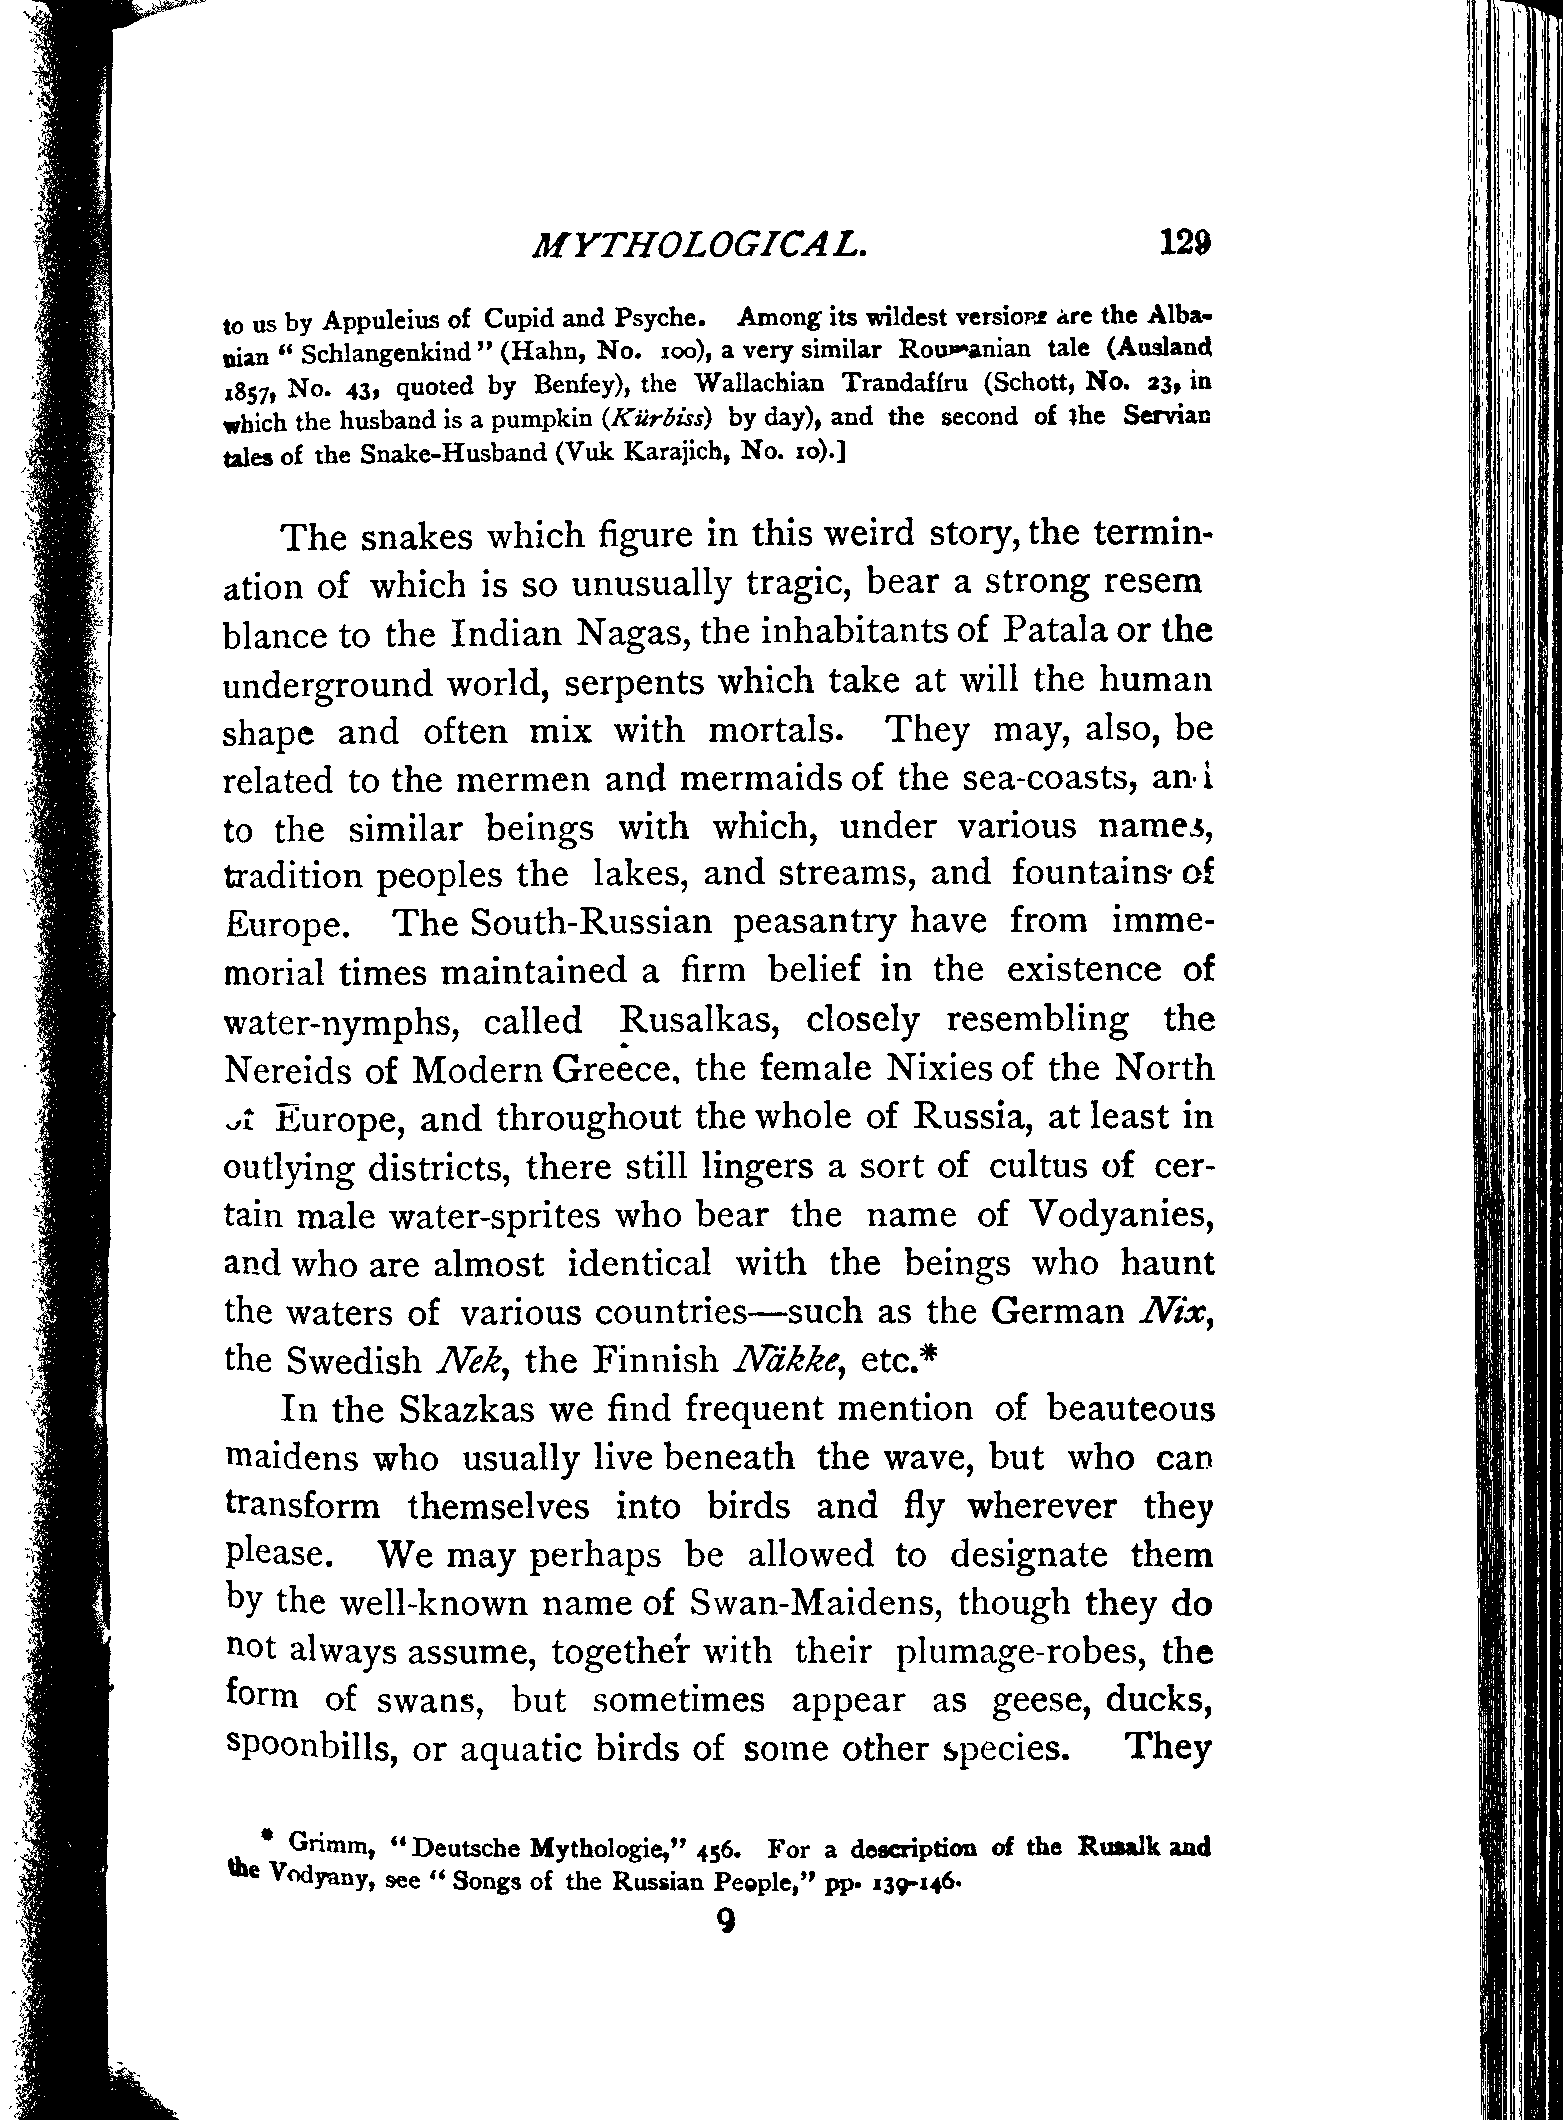 MYTHOLOGICAL. 129
to us by Appuleius of Cupid and Psyche. Among its wildest versions are the Alba-
nian “ Schlangenkind ” (Hahn, No. 100), a very similar Roumanian tale (Ausland
1857, No. 43, quoted by Benfey), the Wallachian Trandafíru (Schott, No. 23, in
which the husband is a pumpkin (Kürbiss) by day), and the second of the Servian
tales of the Snake-Husband (Vuk Karajich, No. 10).]
The snakes which figure in this weird story, the termin-
ation of which is so unusually tragic, bear a strong resem
blance to the Indian Nagas, the inhabitants of Patala or the
underground world, serpents which take at will the human
shape and often mix with mortals. They may, also, be
related to the mermen and mermaids of the sea-coasts, and
to the similar beings with which, under various names,
tradition peoples the lakes, and streams, and fountains of
Europe. The South-Russian peasantry have from imme-
morial times maintained a firm belief in the existence of
water-nymphs, called Rusalkas, closely resembling the
Nereids of Modern Greece, the female Nixies of the North
of Europe, and throughout the whole of Russia, at least in
outlying districts, there still lingers a sort of cultus of cer-
tain male water-sprites who bear the name of Vodyanies,
and who are almost identical with the beings who haunt
the waters of various countries—such as the German Nix,
the Swedish Nek, the Finnish Näkke, etc.*
In the Skazkas we find frequent mention of beauteous
maidens who usually live beneath the wave, but who can
transform themselves into birds and fly wherever they
please. We may perhaps be allowed to designate them
by the well-known name of Swan-Maidens, though they do
not always assume, together with their plumage-robes, the
form of swans, but sometimes appear as geese, ducks,
spoonbills, or aquatic birds of some other species. They
* Grimm, “ Deutsche Mythologie,” 456. For a description of the Rusalk and
the Vodyany, see “ Songs of the Russian People,” pp. 139-146.
9